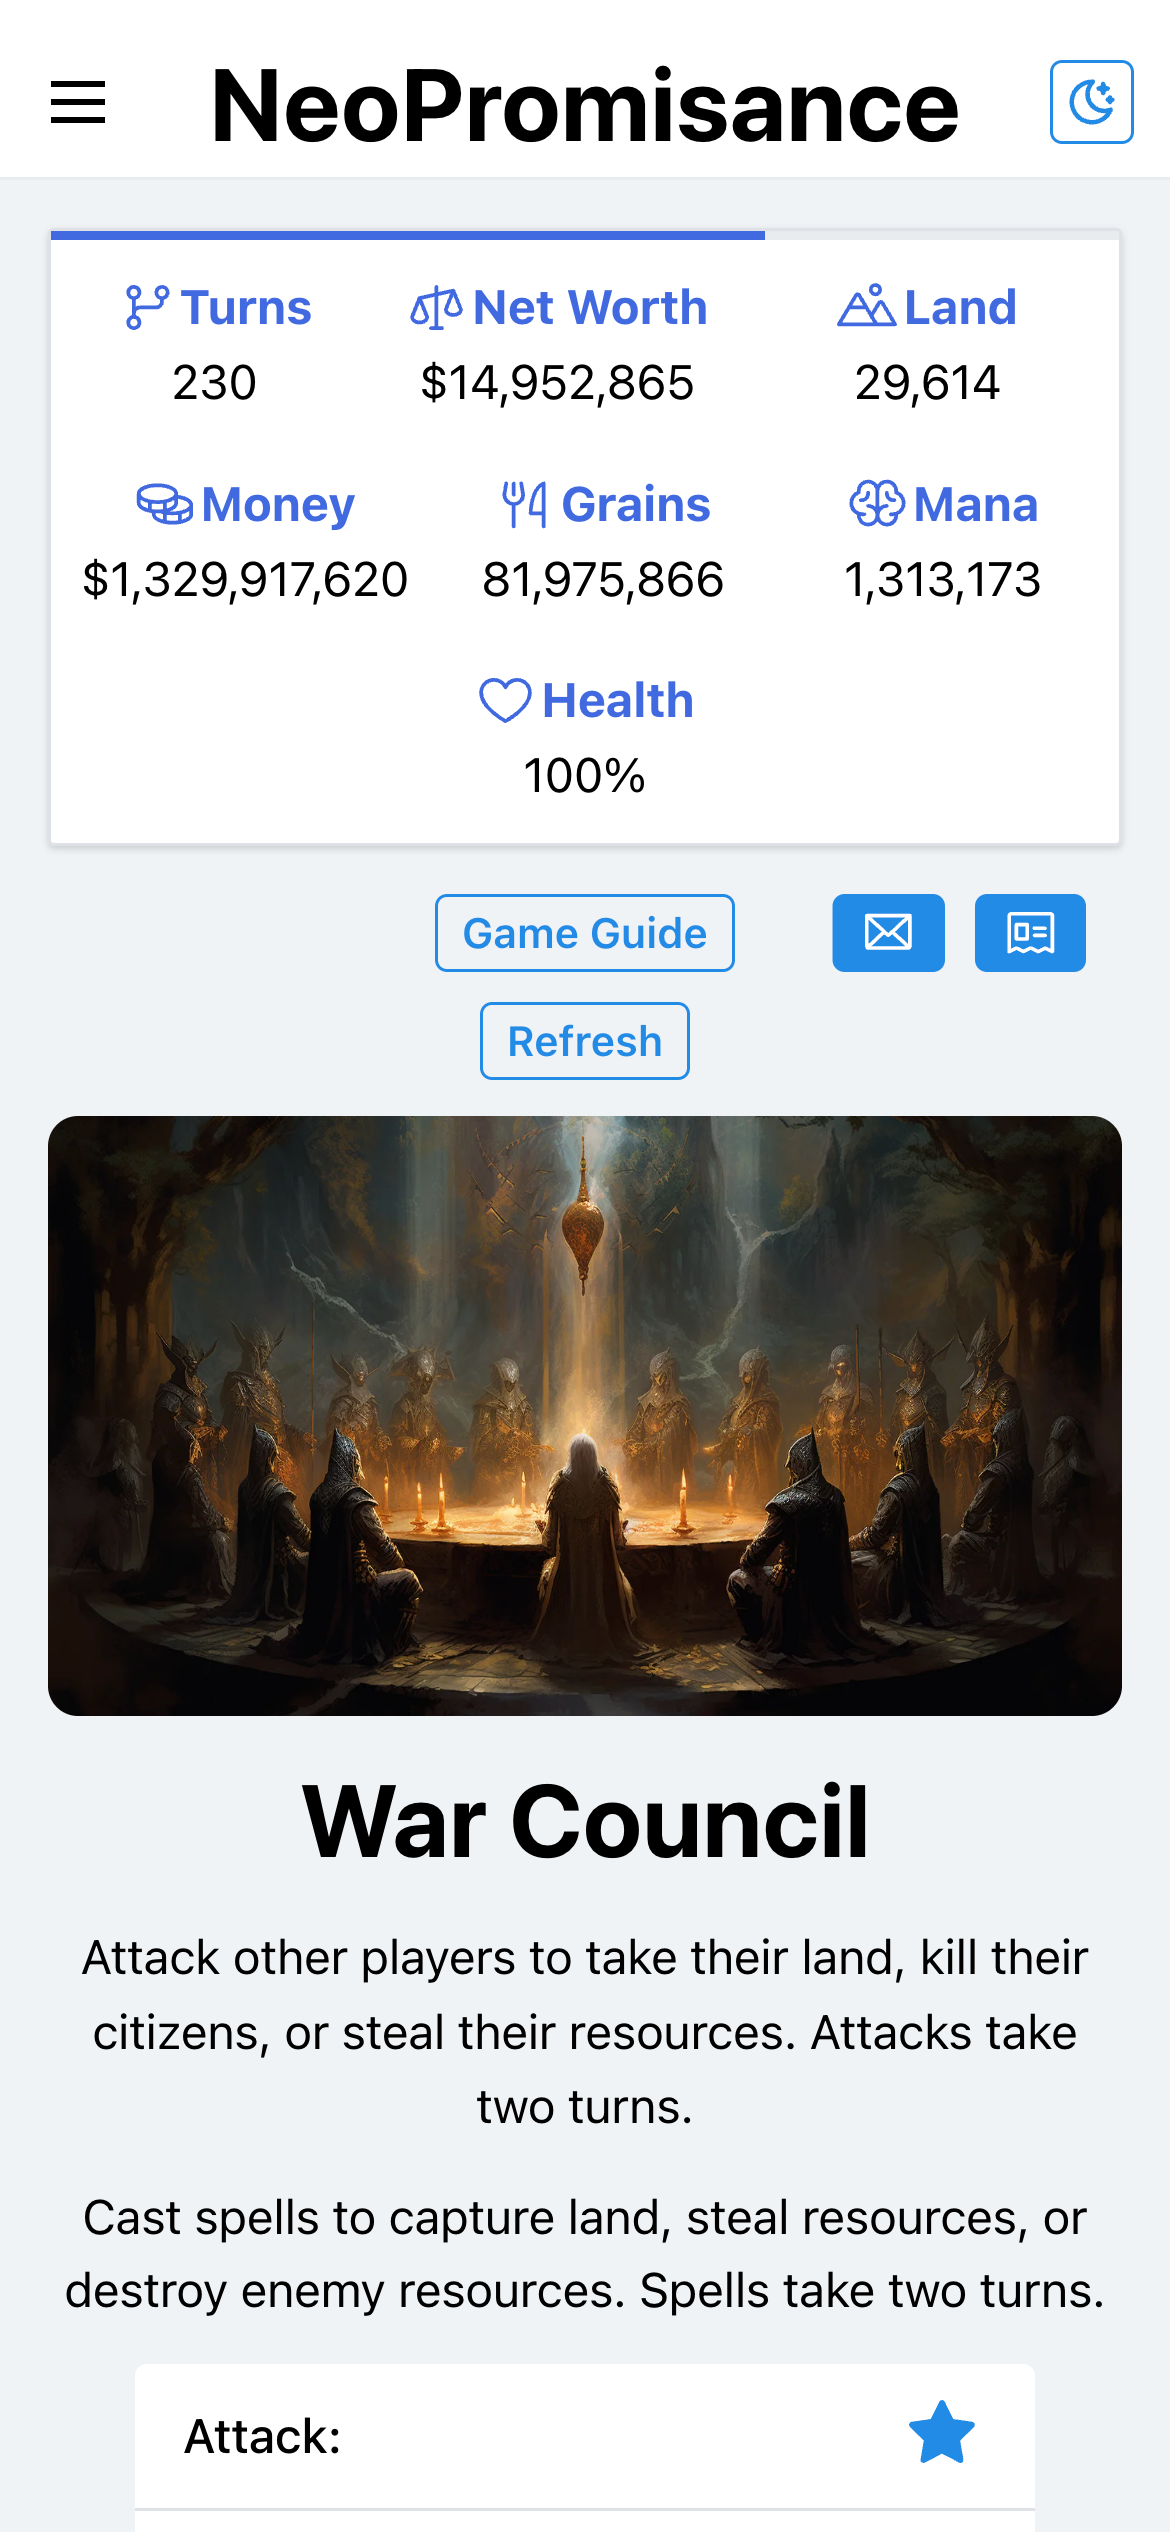 NeoPromisance
Turns Net Worth Land
230 $14,952,865 29,614
Money Grains Mana
$1,329,917,620 81,975,866 1,313,173
Health
100%
Game Guide
Refresh
War Council
Attack other players to take their land, kill their
citizens, or steal their resources. Attacks take
two turns.
Cast spells to capture land, steal resources, or
destroy enemy resources. Spells take two turns.
Attack: